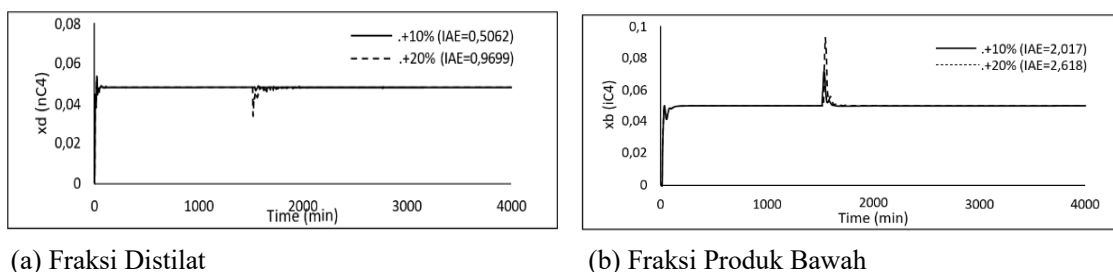 0,08
0,06
0,04
0,02
0
xd (nC4)
.+10% (IAE=0,5062)
.+20% (IAE=0,9699)
0
1000
2000
3000
4000
Time (min)
(a) Fraksi Distilat
0,1
0,08
0,06
0,04
0,02
0
xb (iC4)
.+10% (IAE=2,017)
.+20% (IAE=2,618)
0
1000
2000
3000
4000
Time (min)
(b) Fraksi Produk Bawah